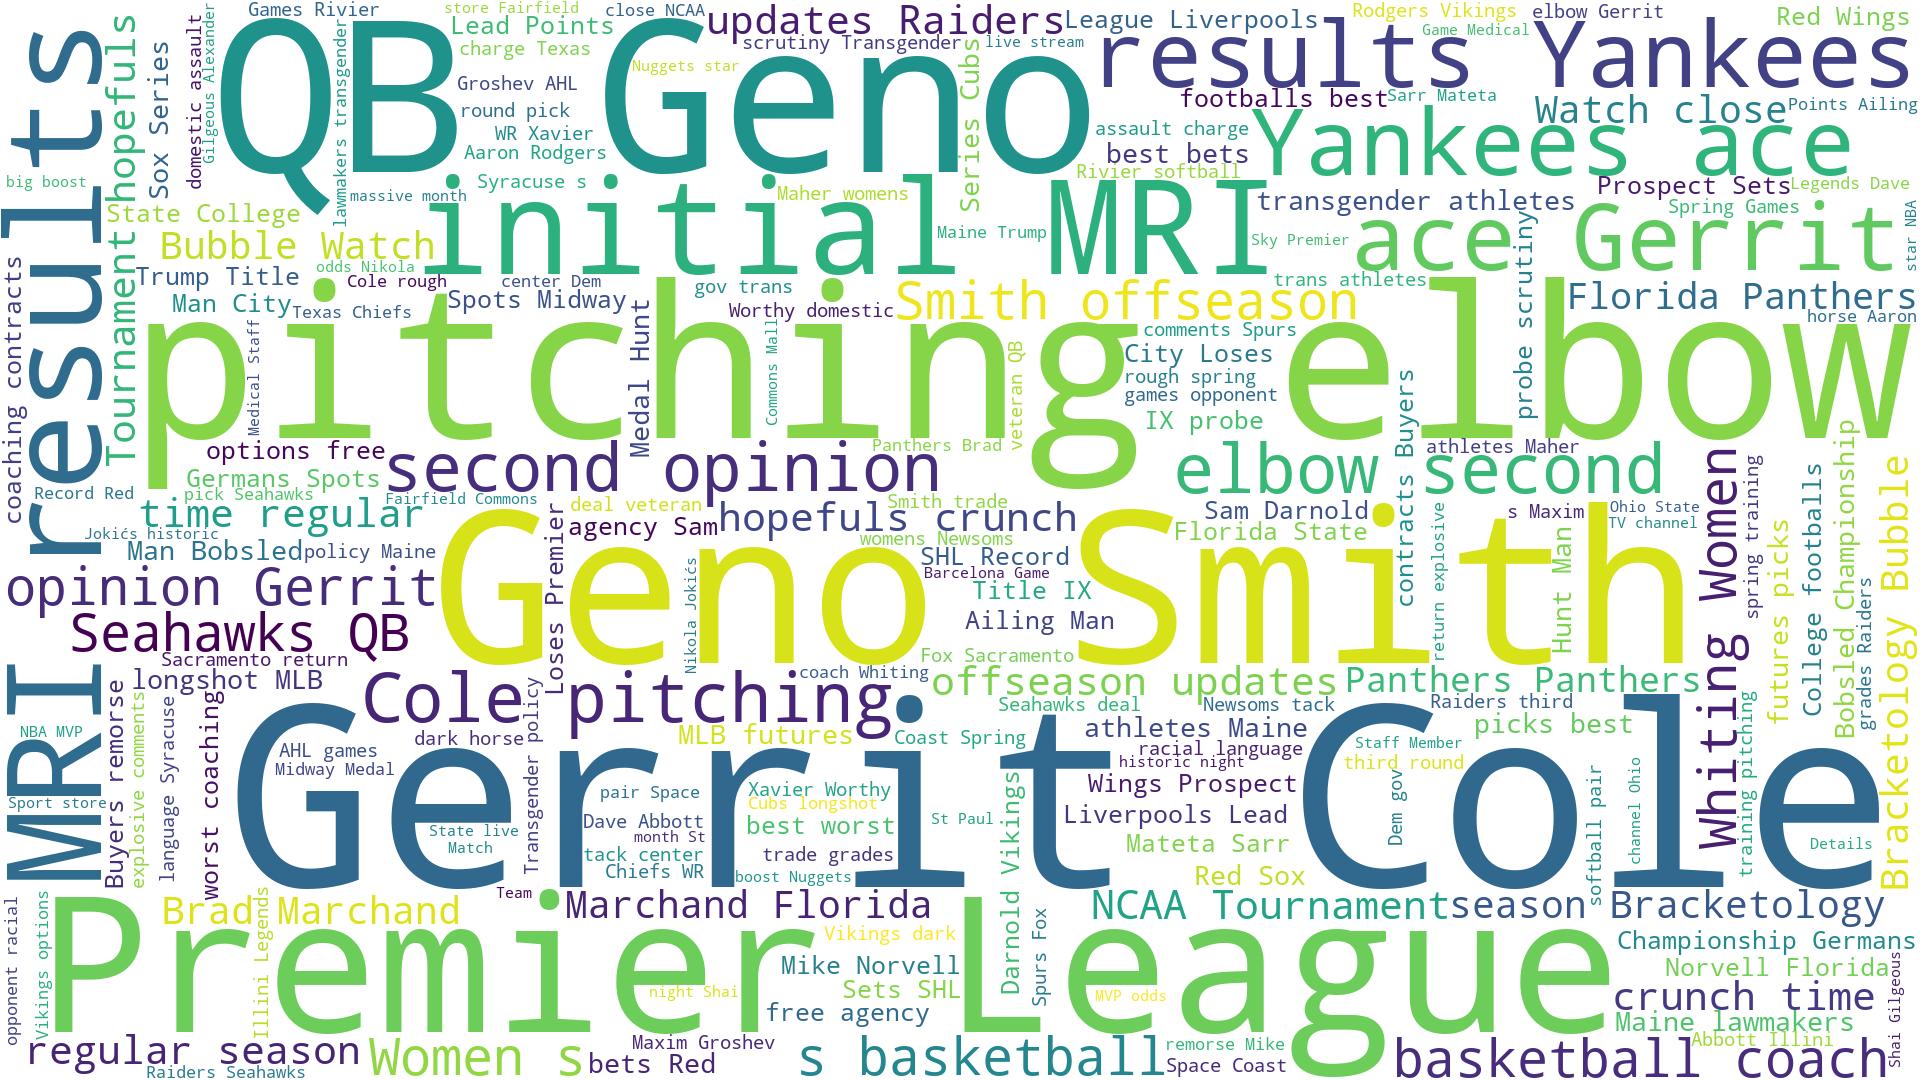 Games Rivier
store Fairfield
close NCAA
updates Raiders
League Liverpools
Rodgers Vikings
elbow Gerrit
Red Wings
Lead Points
charge Texas
scrutiny Transgender
live stream
Game Medical
results Yankees
QB Geno
Nuggets star
Groshev AHL
round pick
WR Xavier
Aaron Rodgers
footballs best
Sarr Mateta
Watch close
Points Ailing
assault charge
best bets
Yankees ace
Rivier softball
results
hopefuls
Tournament
Sox Series
domestic assault
Gilgeous Alexander
lawmakers transgender
Series Cubs
big boost
massive month
Syracuse s
Maher womens
initial MRI
transgender athletes
Prospect Sets
Legends Dave
Spring Games
star NBA
State College
Bubble Watch
Maine Trump
Sky Premier
ace Gerrit
probe scrutiny
odds Nikola
Trump Title
Cole rough
center Dem
gov trans
trans athletes
Man City
Texas Chiefs
Spots Midway
Worthy domestic
Smith offseason
Florida Panthers
horse Aaron
coaching contracts
Medical Staff
Medal Hunt
Commons Mall
pitching elbow
veteran QB
comments Spurs
City Loses
rough spring
games opponent
IX probe
contracts Buyers
options free
Germans Spots
second opinion
Panthers Brad
elbow second
athletes Maher
Record Red
pick Seahawks
Fairfield Commons
deal veteran
Smith trade
time regular
agency Sam
hopefuls crunch
Sam Darnold
s Maxim
Ohio State
TV channel
Florida State
Jokićs historic
Man Bobsled
policy Maine
womens Newsoms
SHL Record
Barcelona Game
Title IX
Ailing Man
opinion Gerrit
Seahawks QB
Geno Smith
Loses Premier
Nikola Jokićs
return explosive
Hunt Man
Whiting Women
spring training
futures picks
College footballs
Bobsled Championship
grades Raiders
Bracketology Bubble
Sacramento return
longshot MLB
Fox Sacramento
coach Whiting
offseason updates
Panthers Panthers
Cole pitching
Seahawks deal
Newsoms tack
Raiders third
MRI
NBA MVP
Sport store
Buyers remorse
explosive comments
language Syracuse
worst coaching
dark horse
Transgender policy
MLB futures
Coast Spring
athletes Maine
picks best
AHL games
Midway Medal
racial language
historic night
Staff Member
third round
Gerrit Cole
pair Space
Xavier Worthy
Cubs longshot
Wings Prospect
Dave Abbott
month St
best worst
St Paul
Liverpools Lead
Dem gov
softball pair
channel Ohio
training pitching
State live
Match
tack center
trade grades
Chiefs WR
boost Nuggets
Mateta Sarr
Details
Red Sox
Darnold Vikings
Team
Brad Marchand
Marchand Florida
NCAA Tournament
season Bracketology
opponent racial
Vikings options
Illini Legends
Premier League
Vikings dark
Mike Norvell
Spurs Fox
Championship Germans
Norvell Florida
night Shai
Sets SHL
MVP odds
crunch time
free agency
Maine lawmakers
Shai Gilgeous
regular season
Raiders Seahawks
Women s
Maxim Groshev
bets Red
s basketball
remorse Mike
Space Coast
Abbott Illini
basketball coach